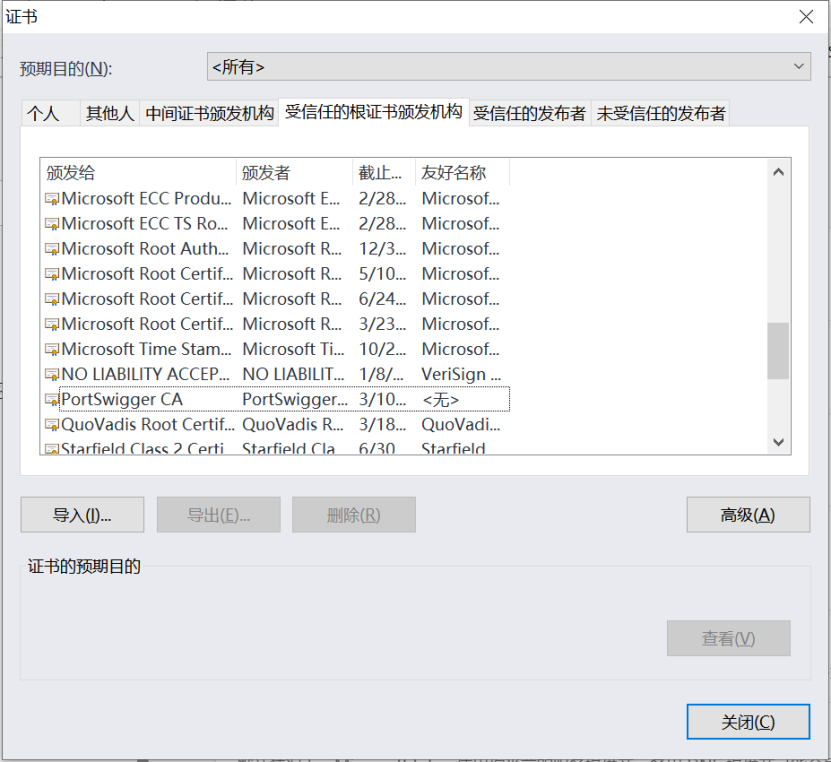 证书
预期目的(N): <所有>
个人 其他人 中间证书颁发机构 受信任的根证书颁发机构 受信任的发布者 未受信任的发布者
颁发给 颁发者 截止... 友好名称
Microsoft ECC Produ... Microsoft E... 2/28... Microsof...
Microsoft ECC TS Ro... Microsoft E... 2/28... Microsof...
Microsoft Root Auth... Microsoft R... 12/3... Microsof...
Microsoft Root Certif... Microsoft R... 5/10... Microsof...
Microsoft Root Certif... Microsoft R... 6/24... Microsof...
Microsoft Root Certif... Microsoft R... 3/23... Microsof...
Microsoft Time Stam... Microsoft Ti... 10/2... Microsof...
NO LIABILITY ACCEP... NO LIABILIT... 1/8/... VeriSign ...
PortSwigger CA PortSwigger... 3/10... <无>
QuoVadis Root Certif... QuoVadis R... 3/18... QuoVadi...
Starfield Class 2 Certi Starfield Cla 6/30 Starfield
导入(I)... 导出(E)... 删除(R) 高级(A)
证书的预期目的
查看(V)
关闭(C)